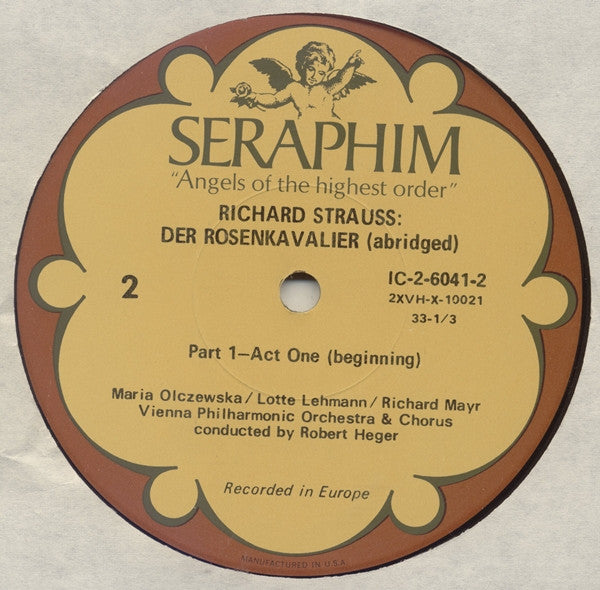 SERAPHIM
"Angels of the highest order"
RICHARD STRAUSS:
DER ROSENKAVALIER (abridged)
2
IC-2-6041-2
2XVH-X-10021
33-1/3
Part 1—Act One (beginning)
Maria Olczewska/Lotte Lehmann/Richard Mayr
Vienna Philharmonic Orchestra & Chorus
conducted by Robert Heger
Recorded in Europe
MANUFACTURED IN U.S.A.